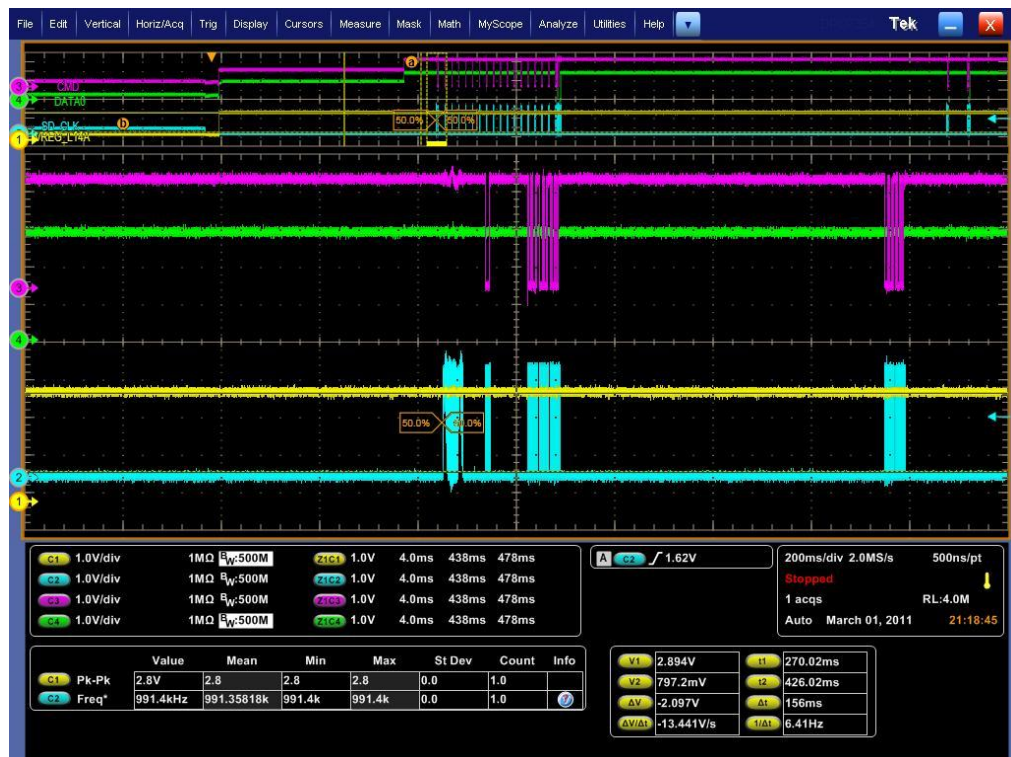 File Edit Vertical Horiz/Acq Trig Display Cursors Measure Mask Math MyScope Analyze Utilities Help Tek X
a
3 CMD
4 DATA0
SD_CLK b
50.0% 50.0%
1 REG_L14A
3
4
50.0% 50.0%
2
1
C1 1.0V/div 1MΩ BW:500M Z1C1 1.0V 4.0ms 438ms 478ms
C2 1.0V/div 1MΩ BW:500M Z1C2 1.0V 4.0ms 438ms 478ms
C3 1.0V/div 1MΩ BW:500M Z1C3 1.0V 4.0ms 438ms 478ms
C4 1.0V/div 1MΩ BW:500M Z1C4 1.0V 4.0ms 438ms 478ms
A C2 1.62V
200ms/div 2.0MS/s 500ns/pt
Stopped
1 acqs RL:4.0M
Auto March 01, 2011 21:18:45
Value Mean Min Max St Dev Count Info
C1 Pk-Pk 2.8V 2.8 2.8 2.8 0.0 1.0
C2 Freq* 991.4kHz 991.35818k 991.4k 991.4k 0.0 1.0
V1 2.894V t1 270.02ms
V2 797.2mV t2 426.02ms
ΔV -2.097V Δt 156ms
ΔV/Δt -13.441V/s 1/Δt 6.41Hz